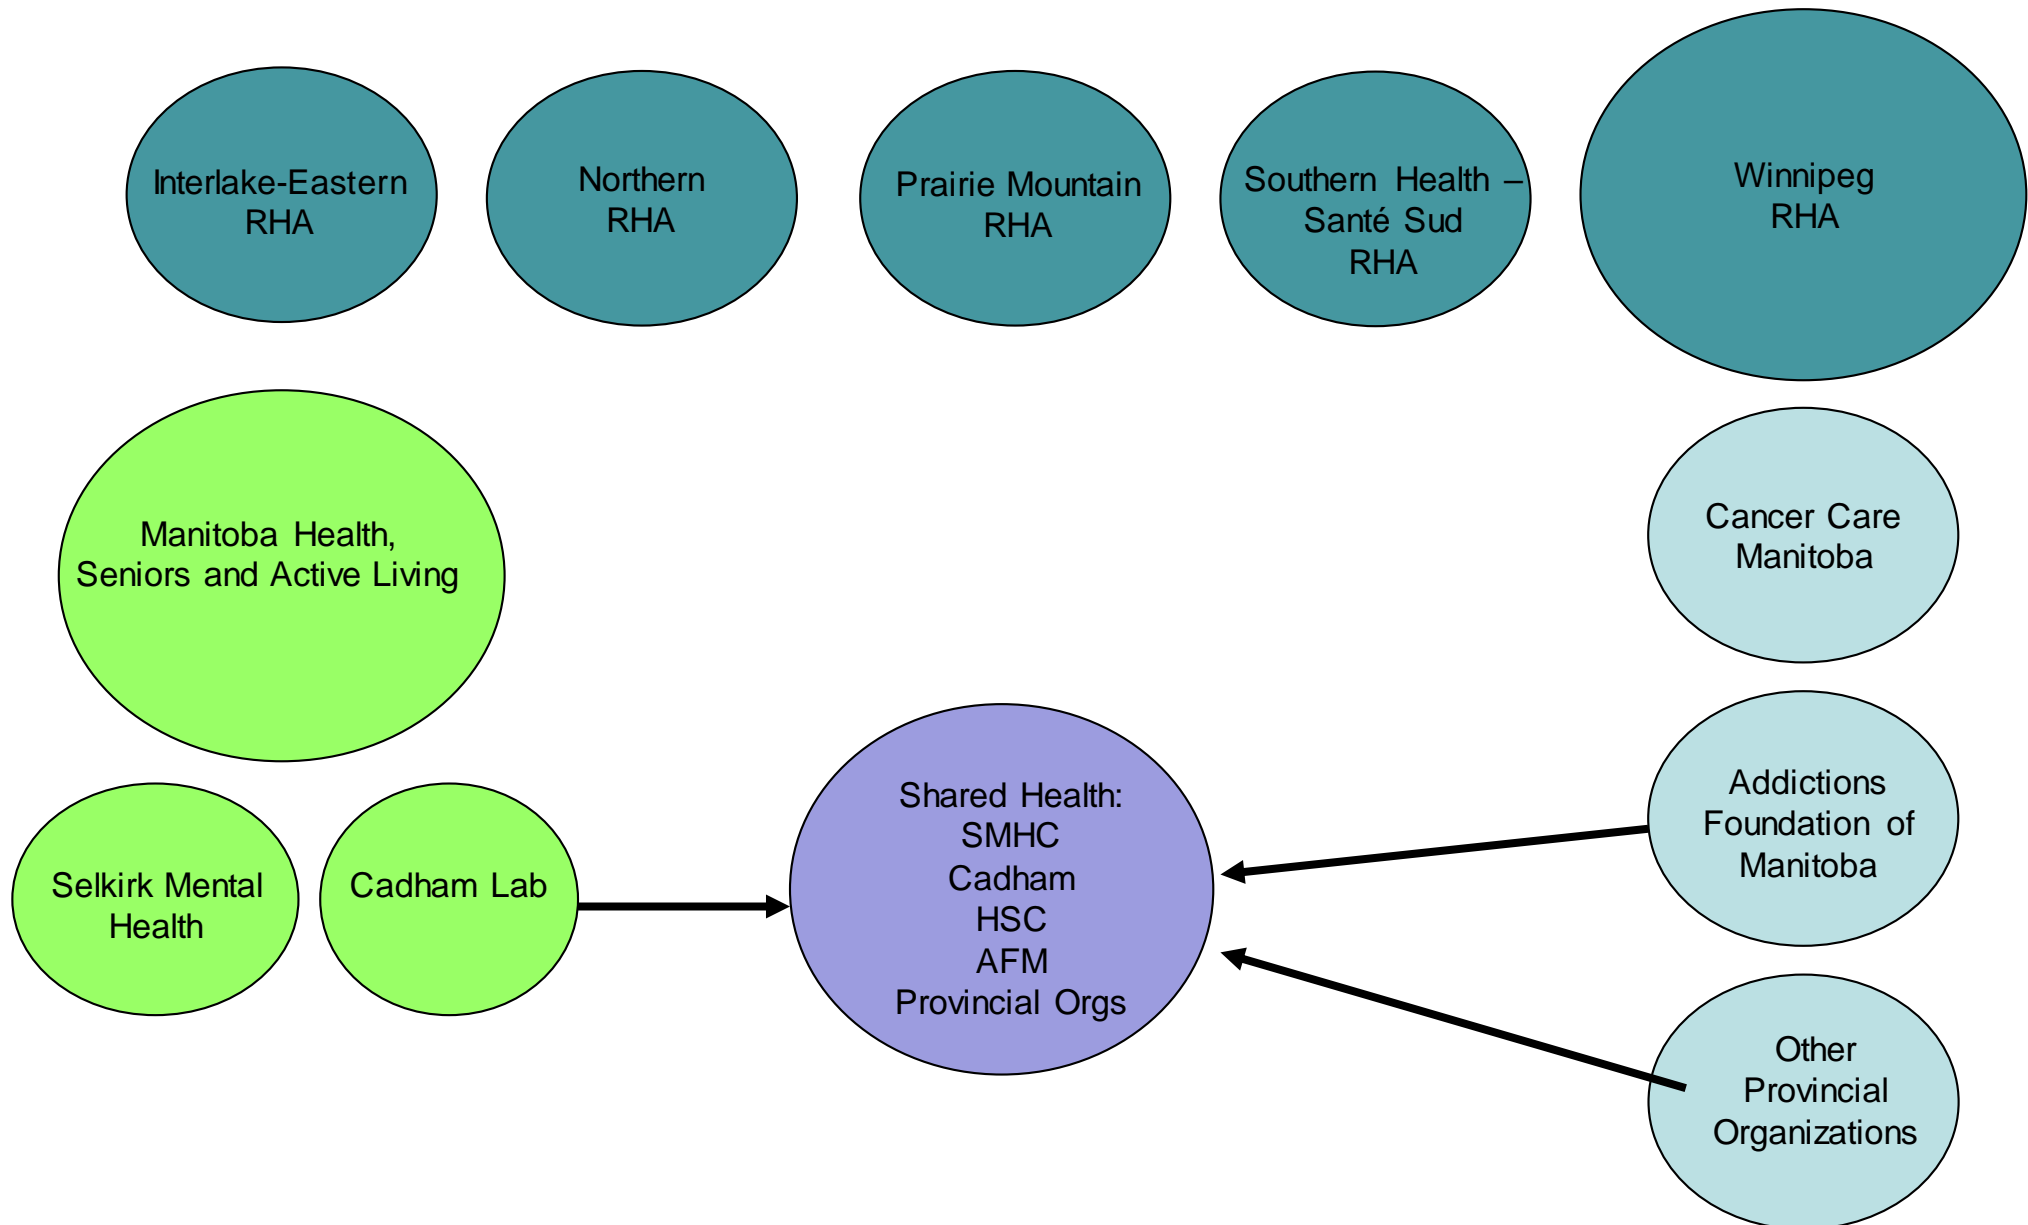 Interlake-Eastern
RHA
Northern
RHA
Prairie Mountain
RHA
Southern Health –
Santé Sud
RHA
Winnipeg
RHA
Manitoba Health,
Seniors and Active Living
Cancer Care
Manitoba
Selkirk Mental
Health
Cadham Lab
Shared Health:
SMHC
Cadham
HSC
AFM
Provincial Orgs
Addictions
Foundation of
Manitoba
Other
Provincial
Organizations